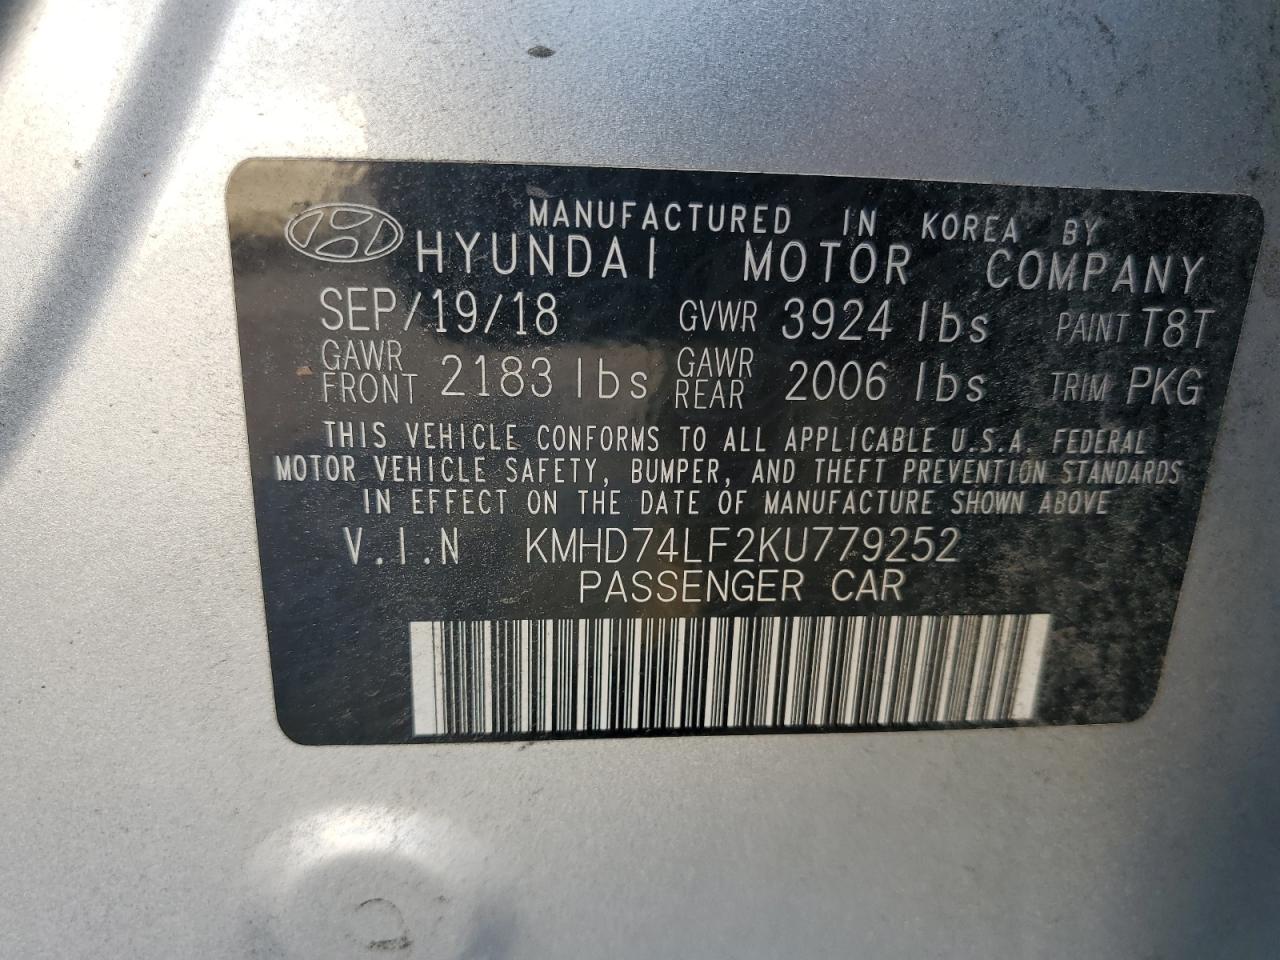 MANUFACTURED IN KOREA BY
HYUNDAI MOTOR COMPANY
SEP/19/18 GVWR 3924 lbs PAINT T8T
GAWR FRONT 2183 lbs GAWR REAR 2006 lbs TRIM PKG
THIS VEHICLE CONFORMS TO ALL APPLICABLE U.S.A. FEDERAL
MOTOR VEHICLE SAFETY, BUMPER, AND THEFT PREVENTION STANDARDS
IN EFFECT ON THE DATE OF MANUFACTURE SHOWN ABOVE
V.I.N KMHD74LF2KU779252
PASSENGER CAR